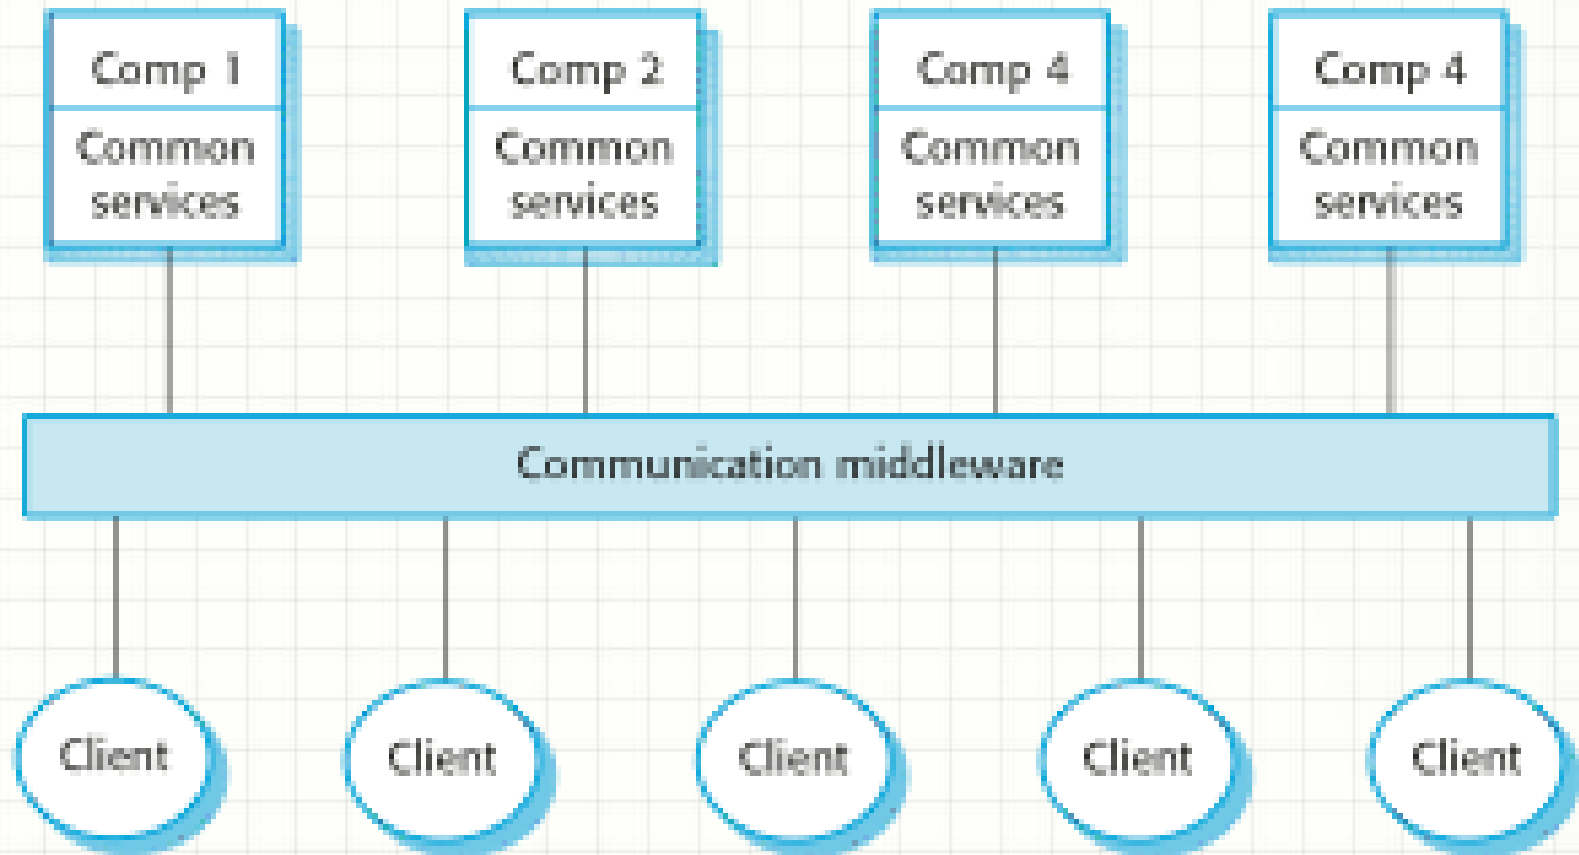 Comp 1
Common
services
Comp 2
Common
services
Comp 4
Common
services
Comp 4
Common
services
Communication middleware
Client
Client
Client
Client
Client